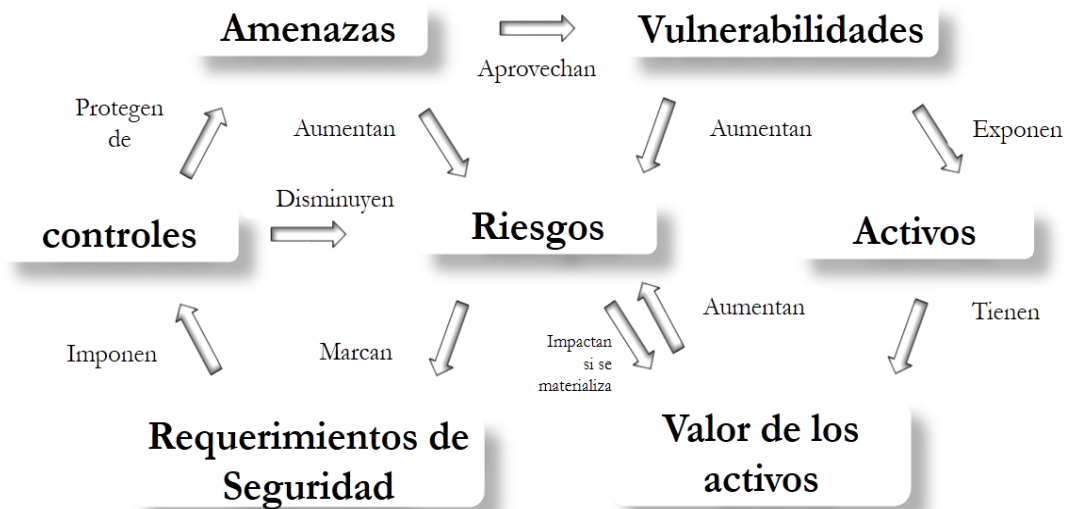 Amenazas
Vulnerabilidades
Aprovechan
Protegen
de
Aumentan
Aumentan
Exponen
Disminuyen
controles
Riesgos
Activos
Imponen
Marcan
Impactan
si se
materializa
Aumentan
Tienen
Requerimientos de
Seguridad
Valor de los
activos